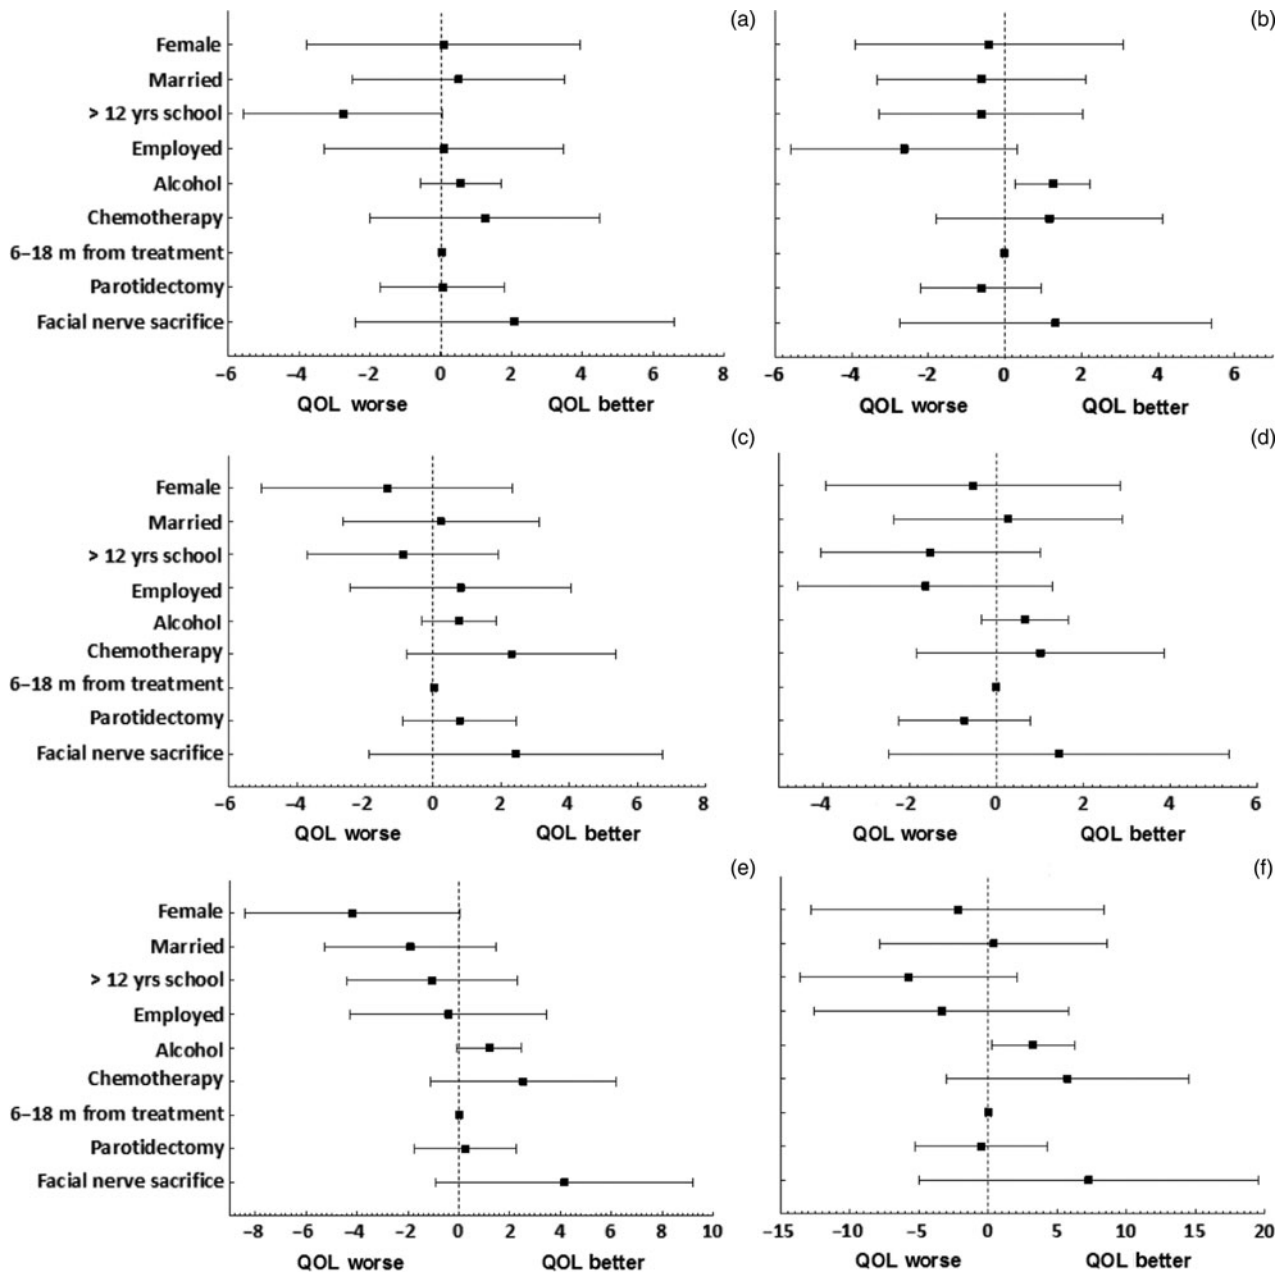 (a)
Female
Married
> 12 yrs school
Employed
Alcohol
Chemotherapy
6–18 m from treatment
Parotidectomy
Facial nerve sacrifice
−6 −4 −2 0 2 4 6 8
QOL worse QOL better
(b)
−6 −4 −2 0 2 4 6
QOL worse QOL better
(c)
Female
Married
> 12 yrs school
Employed
Alcohol
Chemotherapy
6–18 m from treatment
Parotidectomy
Facial nerve sacrifice
−6 −4 −2 0 2 4 6 8
QOL worse QOL better
(d)
−4 −2 0 2 4 6
QOL worse QOL better
(e)
Female
Married
> 12 yrs school
Employed
Alcohol
Chemotherapy
6–18 m from treatment
Parotidectomy
Facial nerve sacrifice
−8 −6 −4 −2 0 2 4 6 8 10
QOL worse QOL better
(f)
−15 −10 −5 0 5 10 15 20
QOL worse QOL better